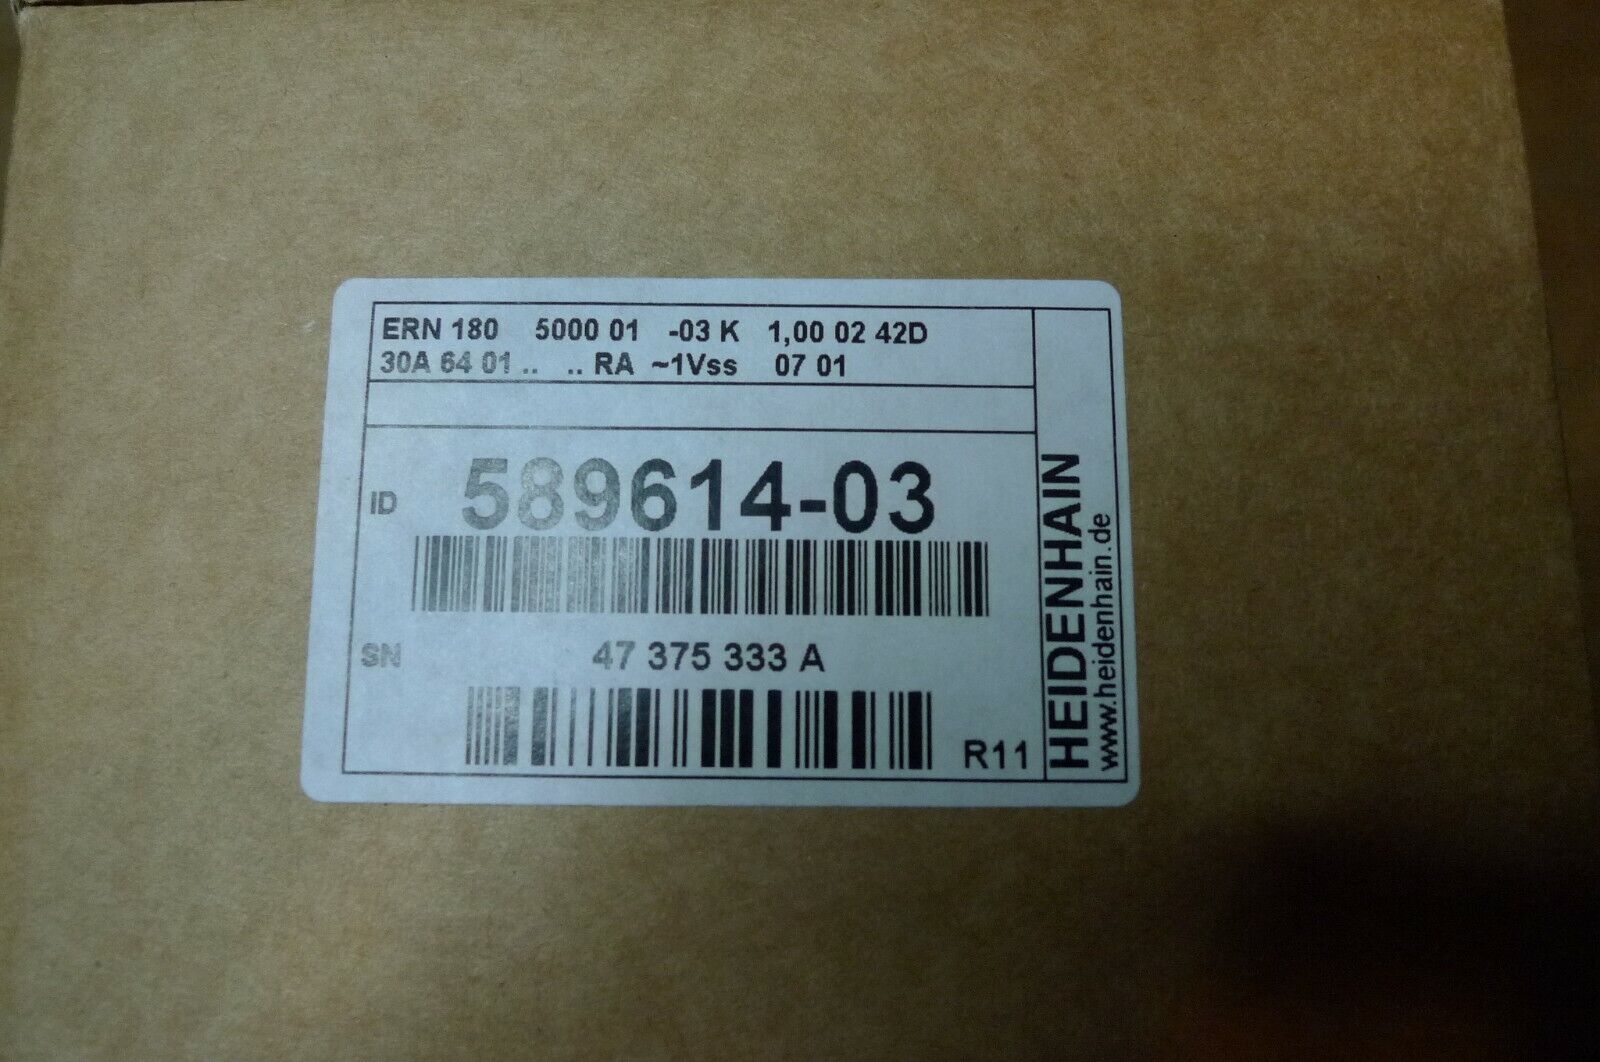 ERN 180 5000 01 -03 K 1,00 02 42D
30A 64 01 .. .. RA ~1Vss 07 01
ID 589614-03
SN 47 375 333 A
R11
HEIDENHAIN
www.heidenhain.de